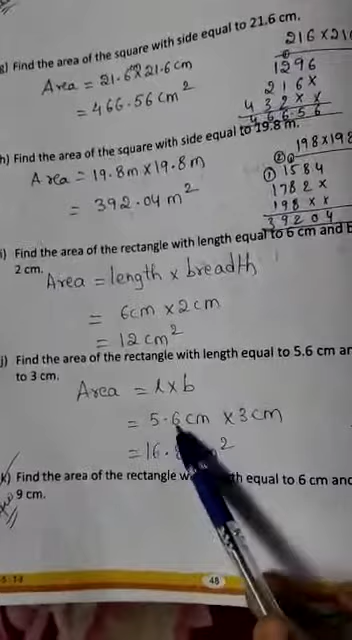 g) Find the area of the square with side equal to 21.6 cm.
Area = 21.6 cm x 21.6 cm
= 466.56 cm²
216 x 216
1296
216x
432xx
46656
h) Find the area of the square with side equal to 19.8 m.
Area = 19.8 m x 19.8 m
= 392.04 m²
198 x 198
1584
1782 x
198 x x
39204
i) Find the area of the rectangle with length equal to 6 cm and
2 cm.
Area = length x breadth
= 6cm x 2cm
= 12 cm²
j) Find the area of the rectangle with length equal to 5.6 cm
to 3 cm.
Area = l x b
= 5.6 cm x 3 cm
= 16.
k) Find the area of the rectangle with equal to 6 cm and
9 cm.
48